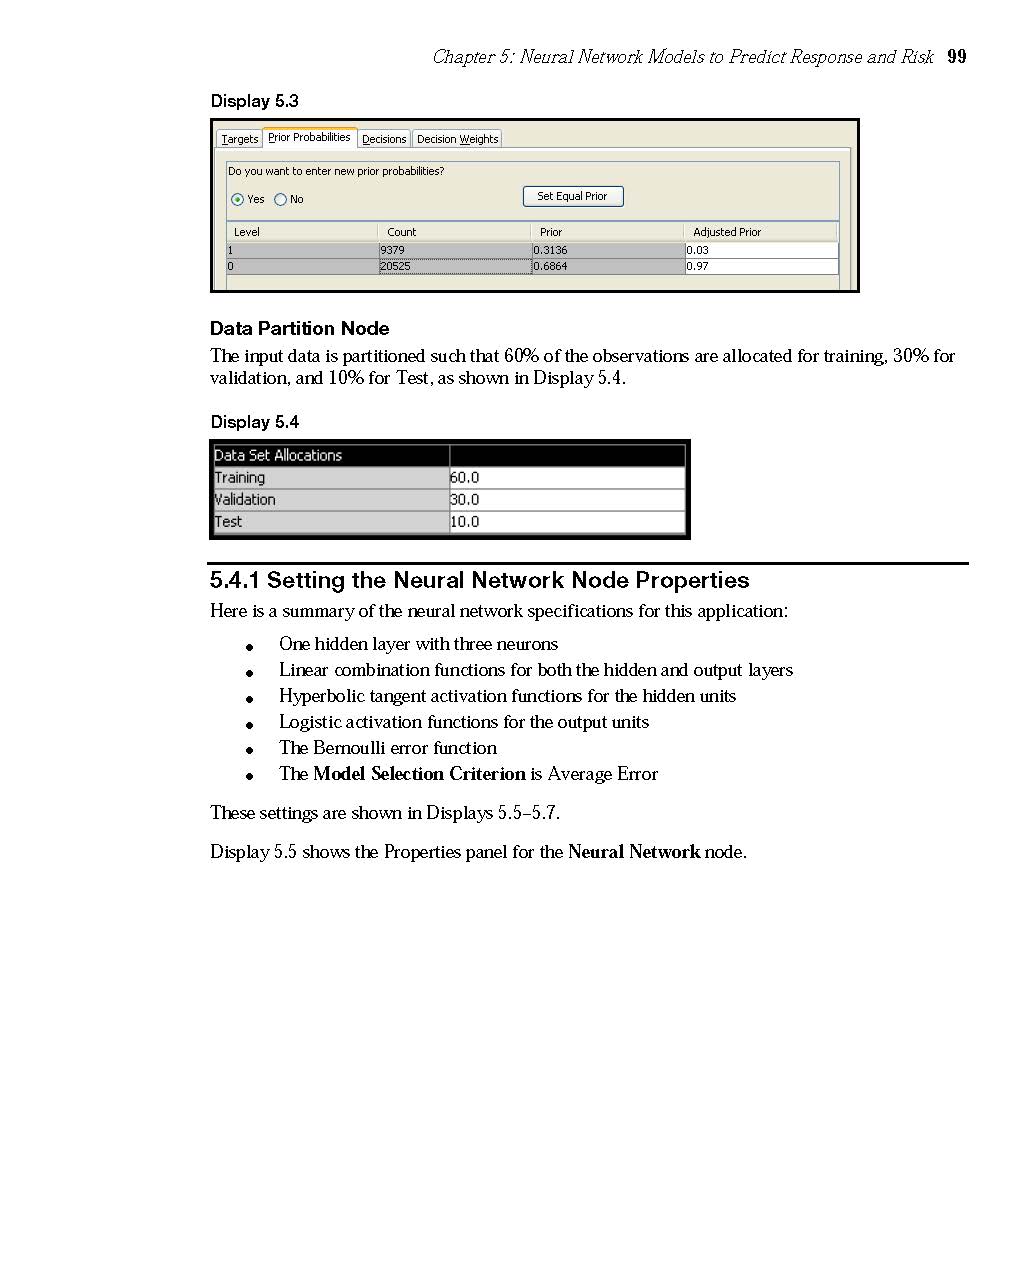 Chapter 5: Neural Network Models to Predict Response and Risk 99
Display 5.3
Targets Prior Probabilities Decisions Decision Weights
Do you want to enter new prior probabilities?
Yes No Set Equal Prior
Level Count Prior Adjusted Prior
1 9379 0.3136 0.03
0 20525 0.6864 0.97
Data Partition Node
The input data is partitioned such that 60% of the observations are allocated for training, 30% for
validation, and 10% for Test, as shown in Display 5.4.
Display 5.4
Data Set Allocations
Training 60.0
Validation 30.0
Test 10.0
5.4.1 Setting the Neural Network Node Properties
Here is a summary of the neural network specifications for this application:
● One hidden layer with three neurons
● Linear combination functions for both the hidden and output layers
● Hyperbolic tangent activation functions for the hidden units
● Logistic activation functions for the output units
● The Bernoulli error function
● The Model Selection Criterion is Average Error
These settings are shown in Displays 5.5–5.7.
Display 5.5 shows the Properties panel for the Neural Network node.